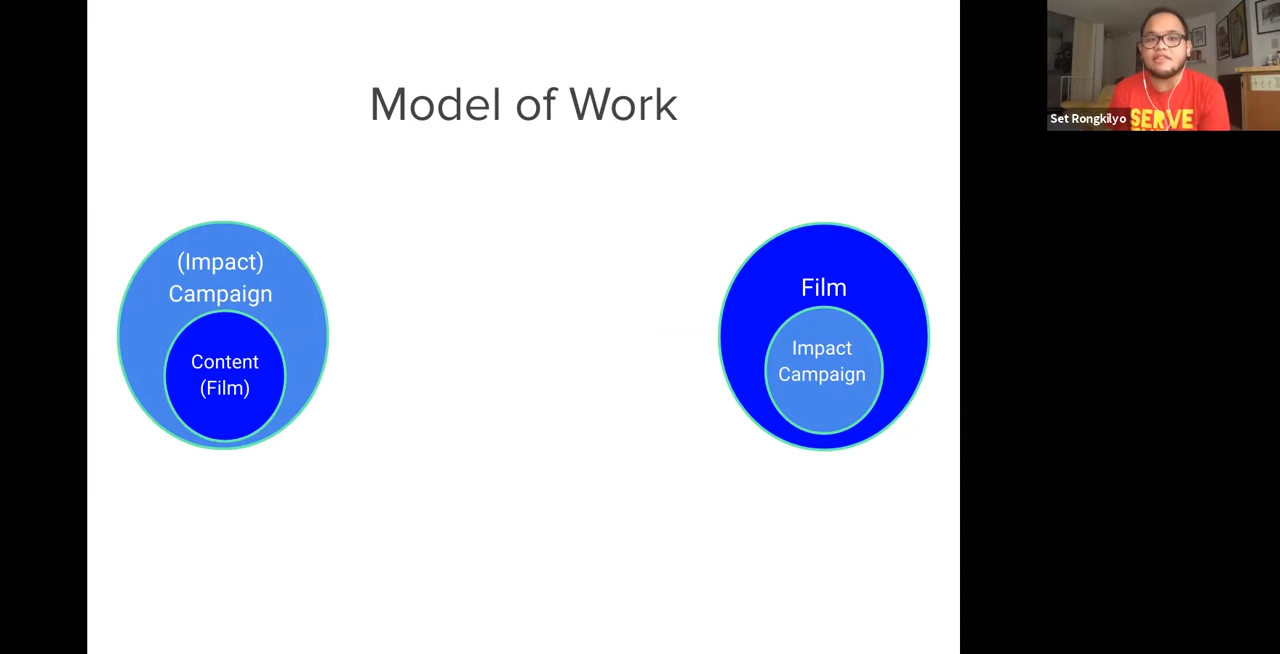 Model of Work
(Impact)
Campaign
Content
(Film)
Film
Impact
Campaign
Set Rongkilyo
SERVE